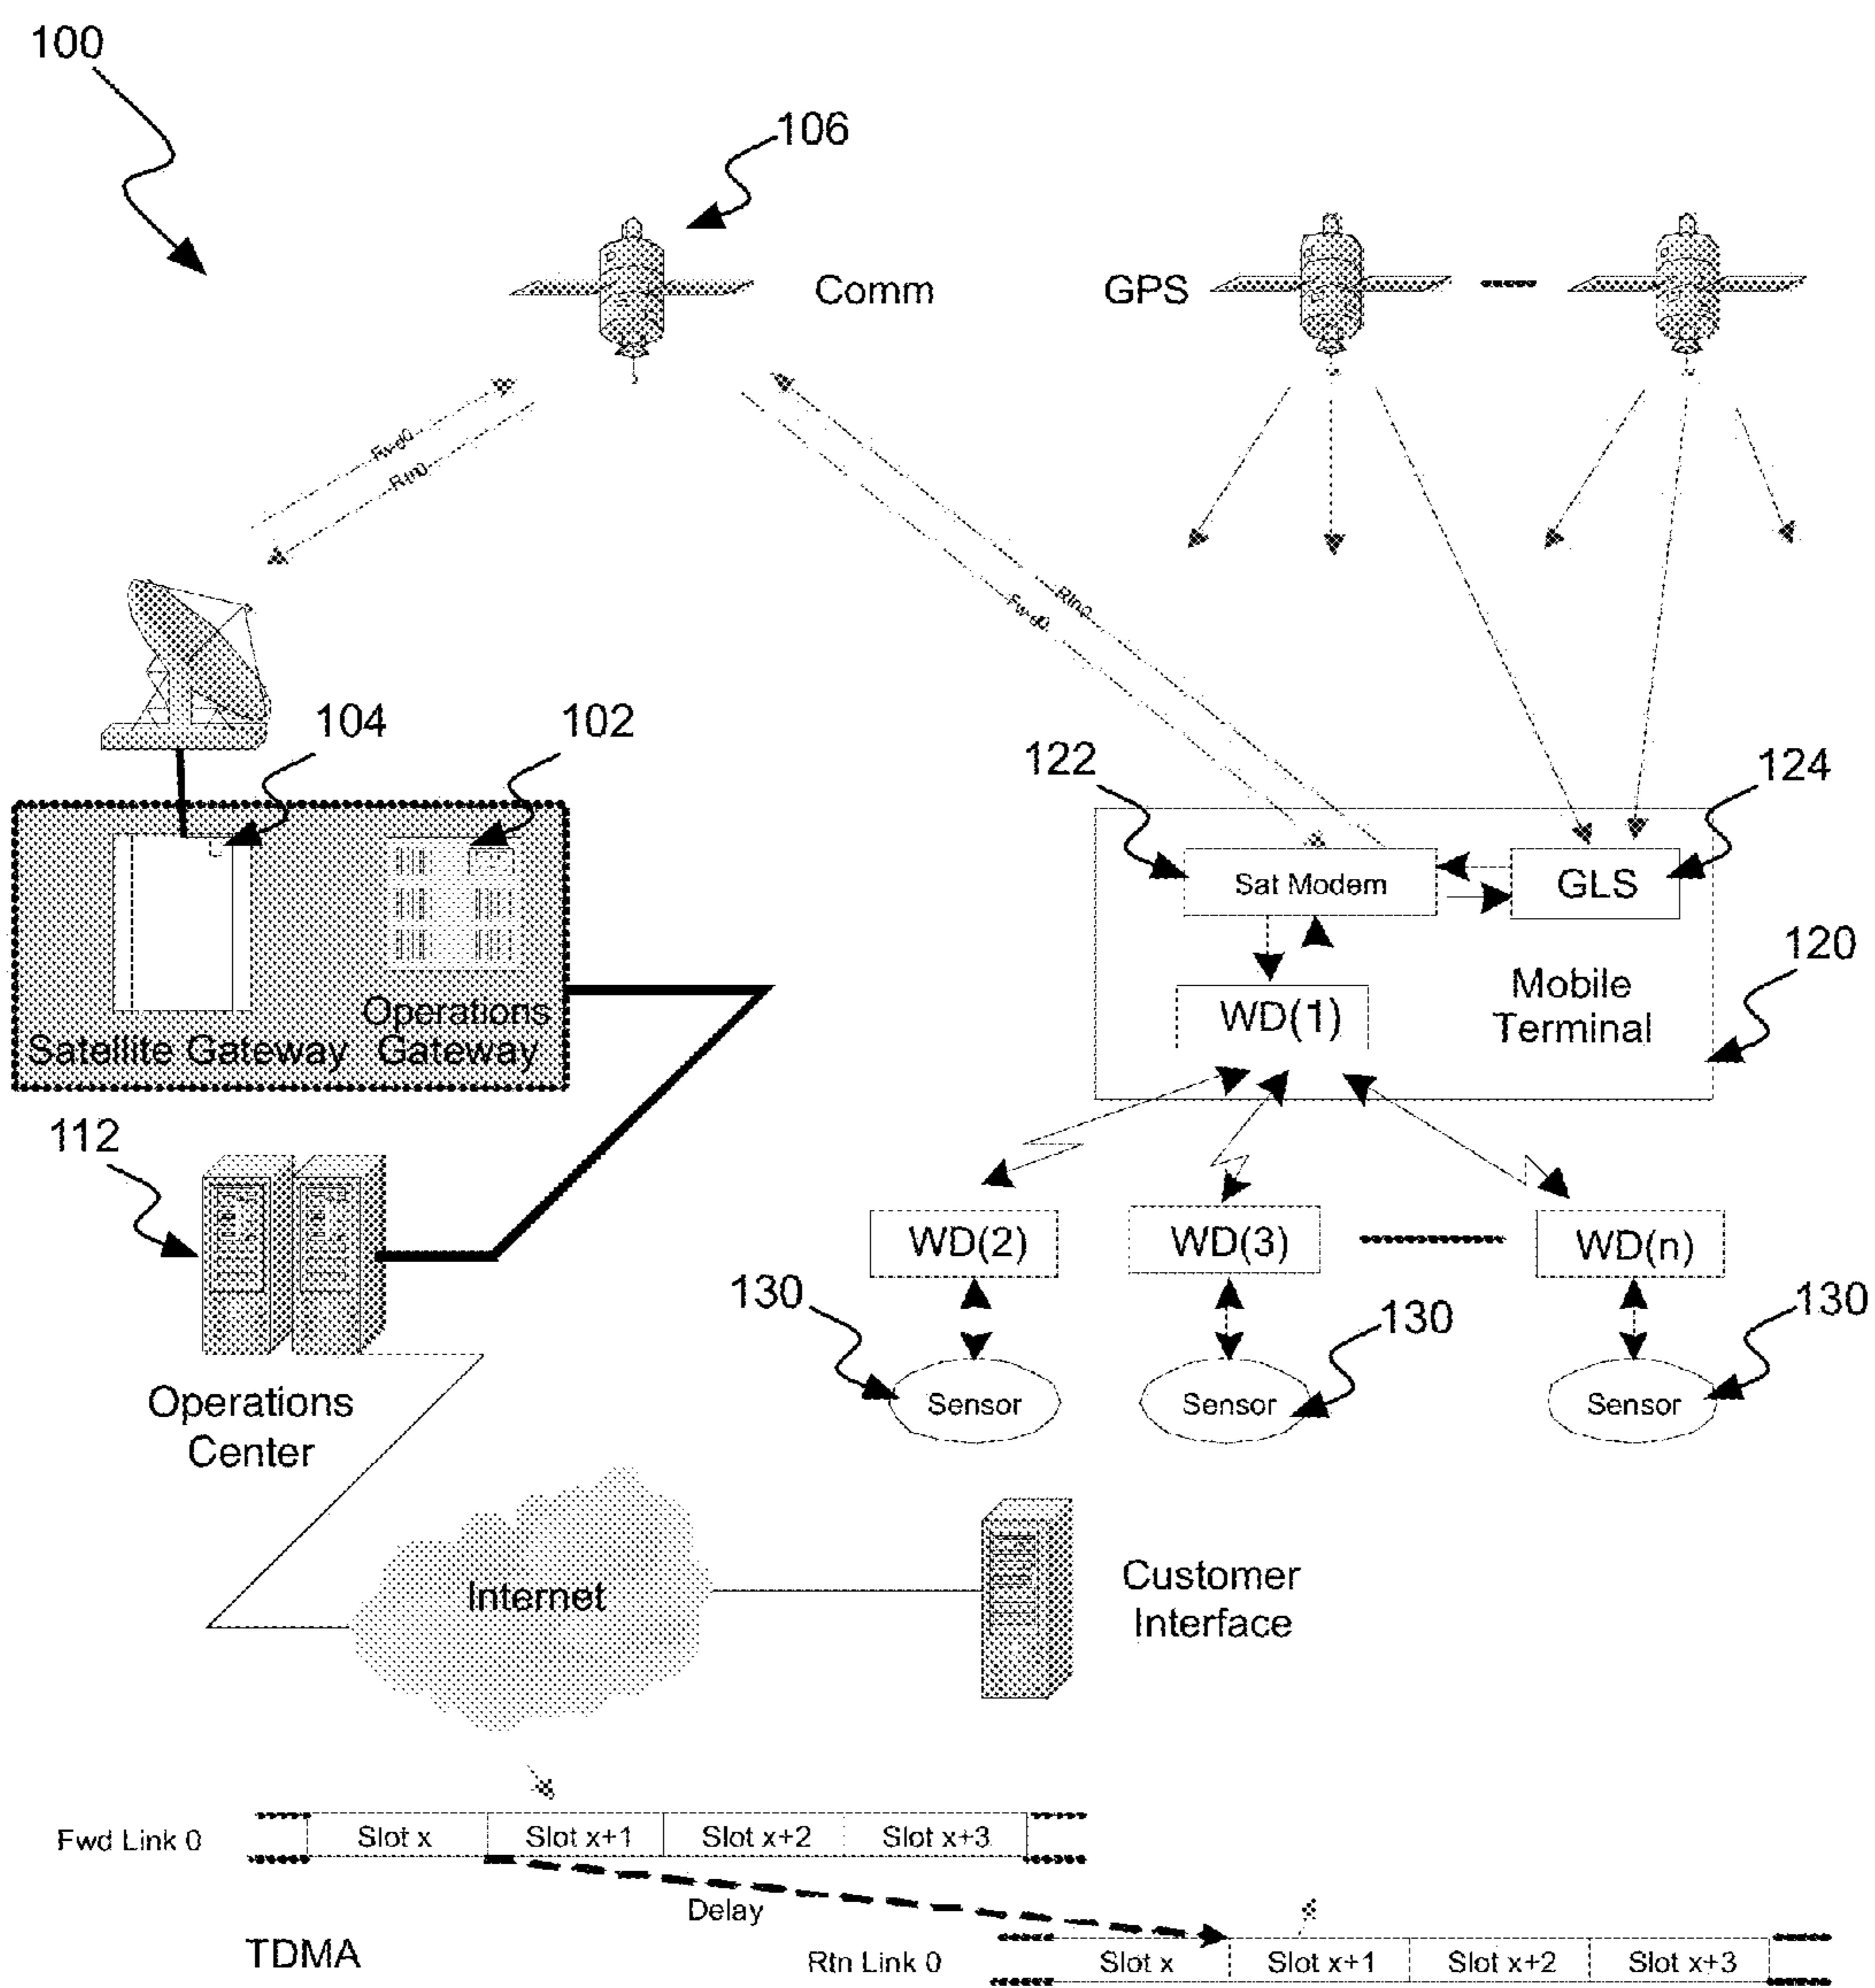 100
106
Comm
GPS
Fwd0
Rtn0
Rtn0
Fwd0
104
102
122
124
Sat Modem
GLS
120
Mobile
Terminal
WD(1)
Operations
Gateway
Satellite Gateway
112
WD(2)
WD(3)
WD(n)
130
130
130
Sensor
Sensor
Sensor
Operations
Center
Internet
Customer
Interface
Fwd Link 0
Slot x
Slot x+1
Slot x+2
Slot x+3
Delay
TDMA
Rtn Link 0
Slot x
Slot x+1
Slot x+2
Slot x+3